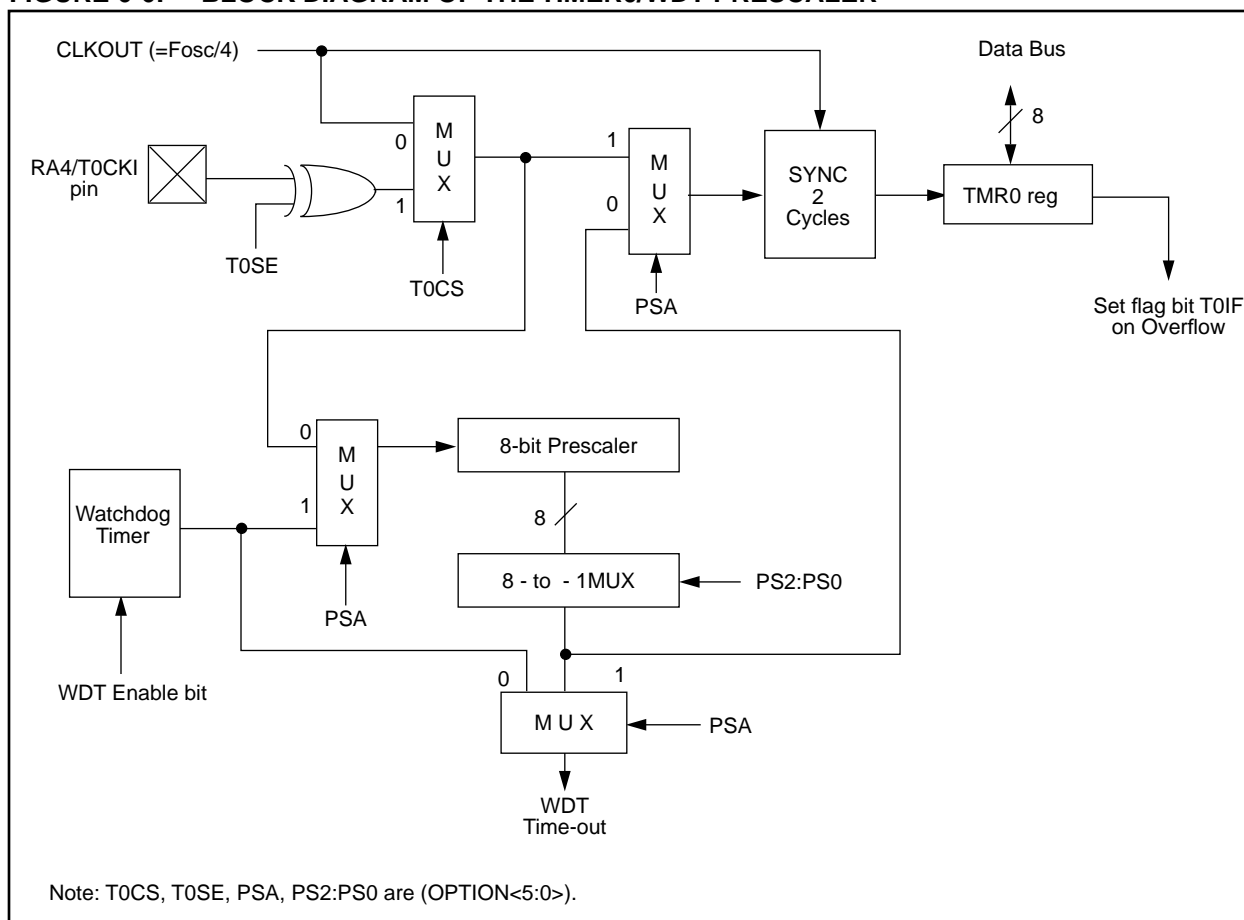 CLKOUT (=Fosc/4)
Data Bus
8
M
U
X
0
1
RA4/T0CKI
pin
T0SE
T0CS
1
0
M
U
X
PSA
SYNC
2
Cycles
TMR0 reg
Set flag bit T0IF
on Overflow
0
1
M
U
X
PSA
8-bit Prescaler
8
8 - to - 1MUX
PS2:PS0
Watchdog
Timer
WDT Enable bit
0
1
M U X
PSA
WDT
Time-out
Note: T0CS, T0SE, PSA, PS2:PS0 are (OPTION<5:0>).